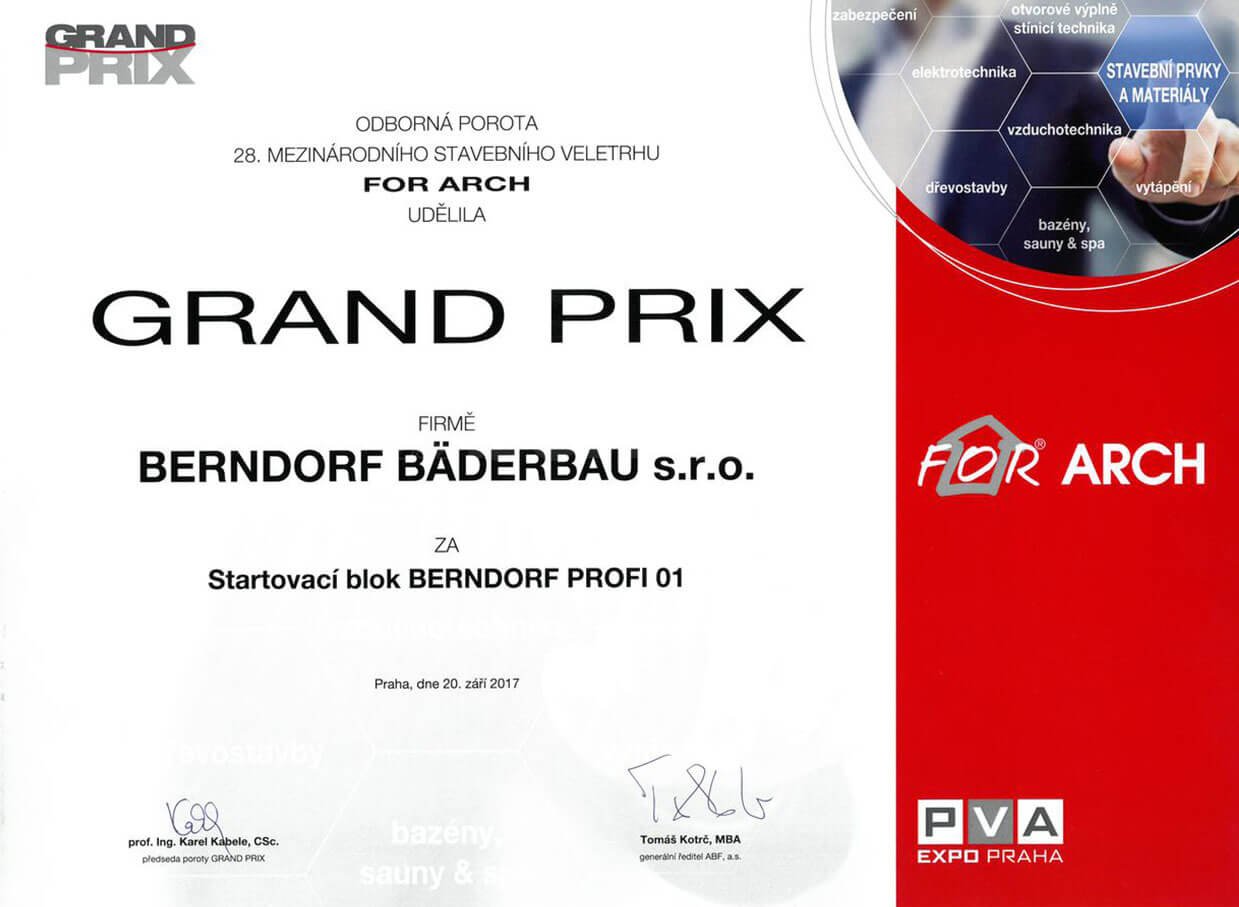 GRAND
PRIX
zabezpečení
otvorové výplně
stínicí technika
elektrotechnika
STAVEBNÍ PRVKY
A MATERIÁLY
vzduchotechnika
dřevostavby
vytápění
bazény,
sauny & spa
ODBORNÁ POROTA
28. MEZINÁRODNÍHO STAVEBNÍHO VELETRHU
FOR ARCH
UDĚLILA
GRAND PRIX
FIRMĚ
BERNDORF BÄDERBAU s.r.o.
ZA
Startovací blok BERNDORF PROFI 01
Praha, dne 20. září 2017
FOR® ARCH
dřevostavby
bazény,
sauny & s
prof. Ing. Karel Kabele, CSc.
předseda poroty GRAND PRIX
Tomáš Kotrč, MBA
generální ředitel ABF, a.s.
PVA
EXPO PRAHA